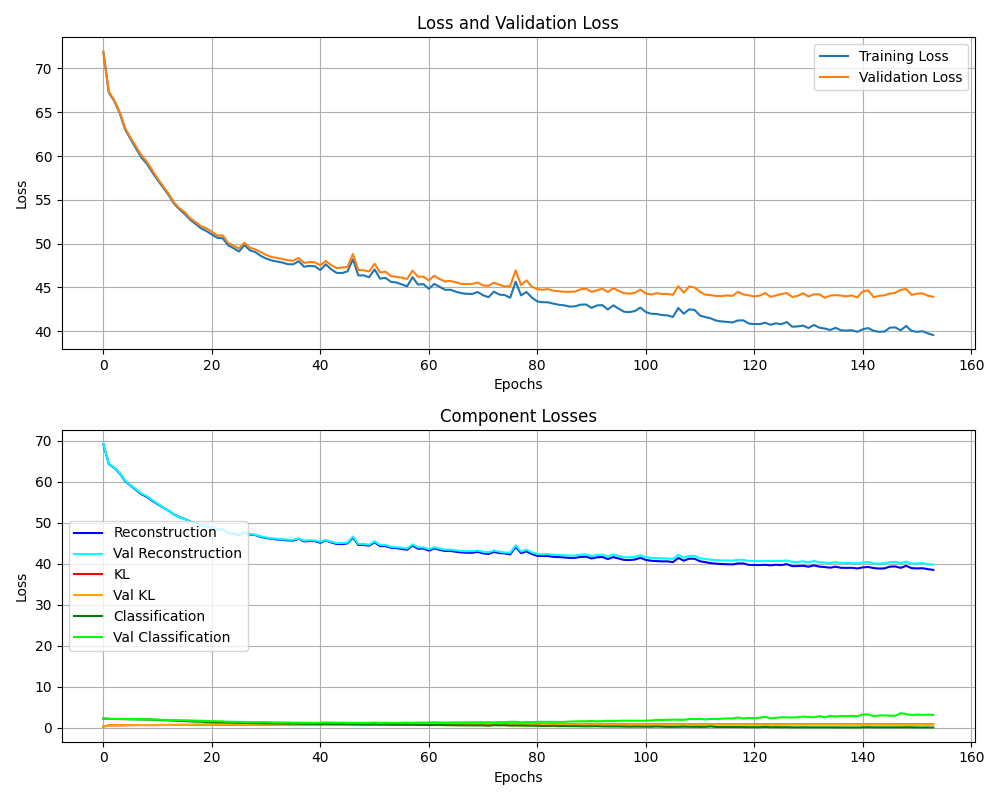 Loss and Validation Loss
Training Loss
Validation Loss
70
65
60
55
50
45
40
Loss
0 20 40 60 80 100 120 140 160
Epochs
Component Losses
70
60
50
40
30
20
10
0
Loss
Reconstruction
Val Reconstruction
KL
Val KL
Classification
Val Classification
0 20 40 60 80 100 120 140 160
Epochs